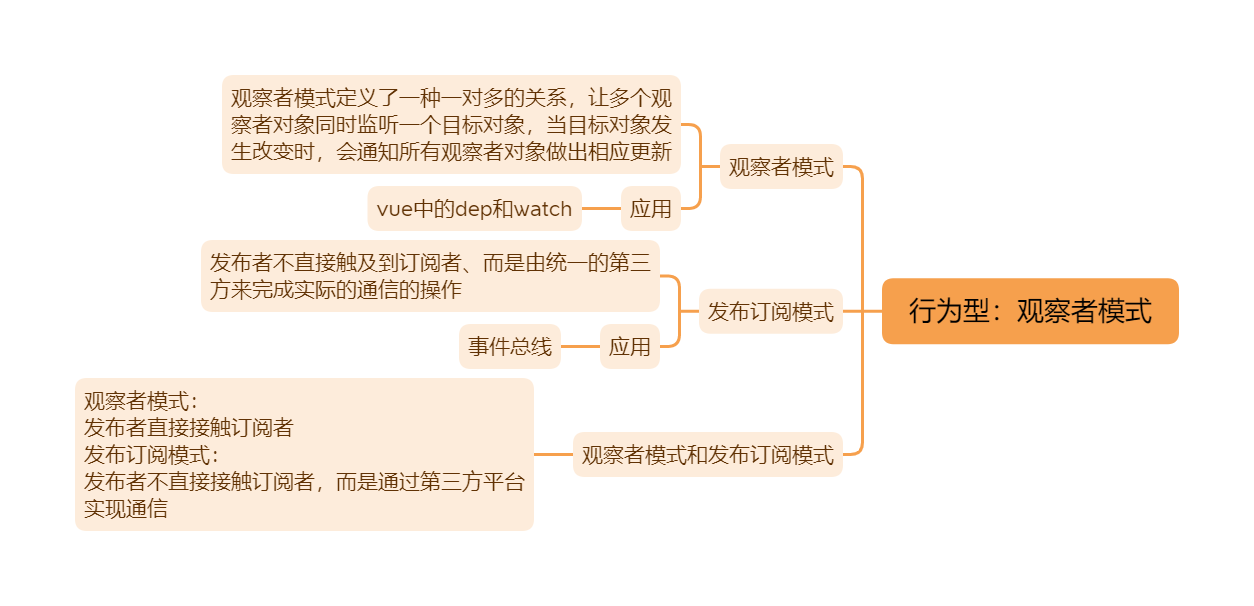 行为型：观察者模式
观察者模式
观察者模式定义了一种一对多的关系，让多个观
察者对象同时监听一个目标对象，当目标对象发
生改变时，会通知所有观察者对象做出相应更新
应用
vue中的dep和watch
发布订阅模式
发布者不直接触及到订阅者、而是由统一的第三
方来完成实际的通信的操作
应用
事件总线
观察者模式和发布订阅模式
观察者模式：
发布者直接接触订阅者
发布订阅模式：
发布者不直接接触订阅者，而是通过第三方平台
实现通信